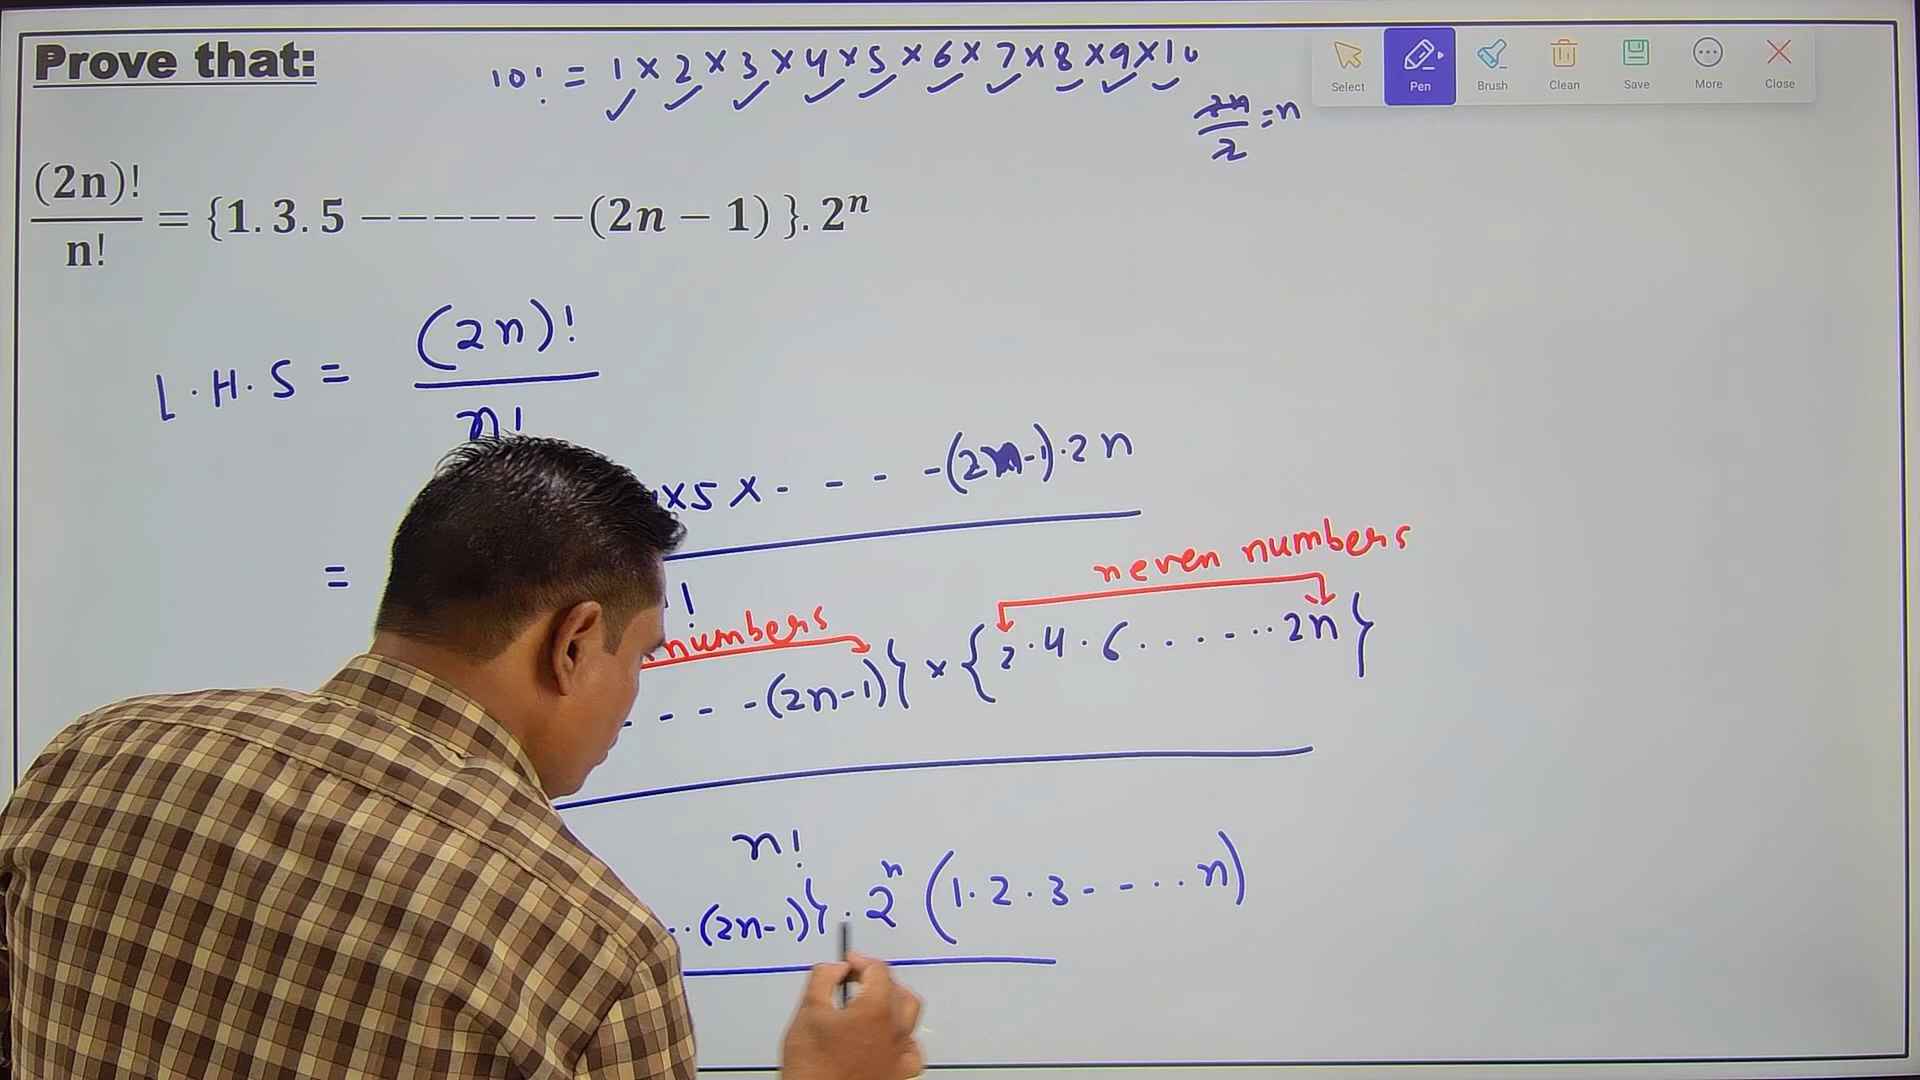 Prove that:
10! = 1 × 2 × 3 × 4 × 5 × 6 × 7 × 8 × 9 × 10
2n/2 = n
Select Pen Brush Clean Save More Close
(2n)!/n! = {1. 3. 5 − − − − − − −(2n − 1) }. 2ⁿ
L.H.S = (2n)!/n!
×5 × - - - - (2n-1)·2n
=
!
n even numbers
numbers
- - - -(2n-1)} × {2·4·6......2n}
n!
..(2n-1)}·2ⁿ (1·2·3- - ··n)